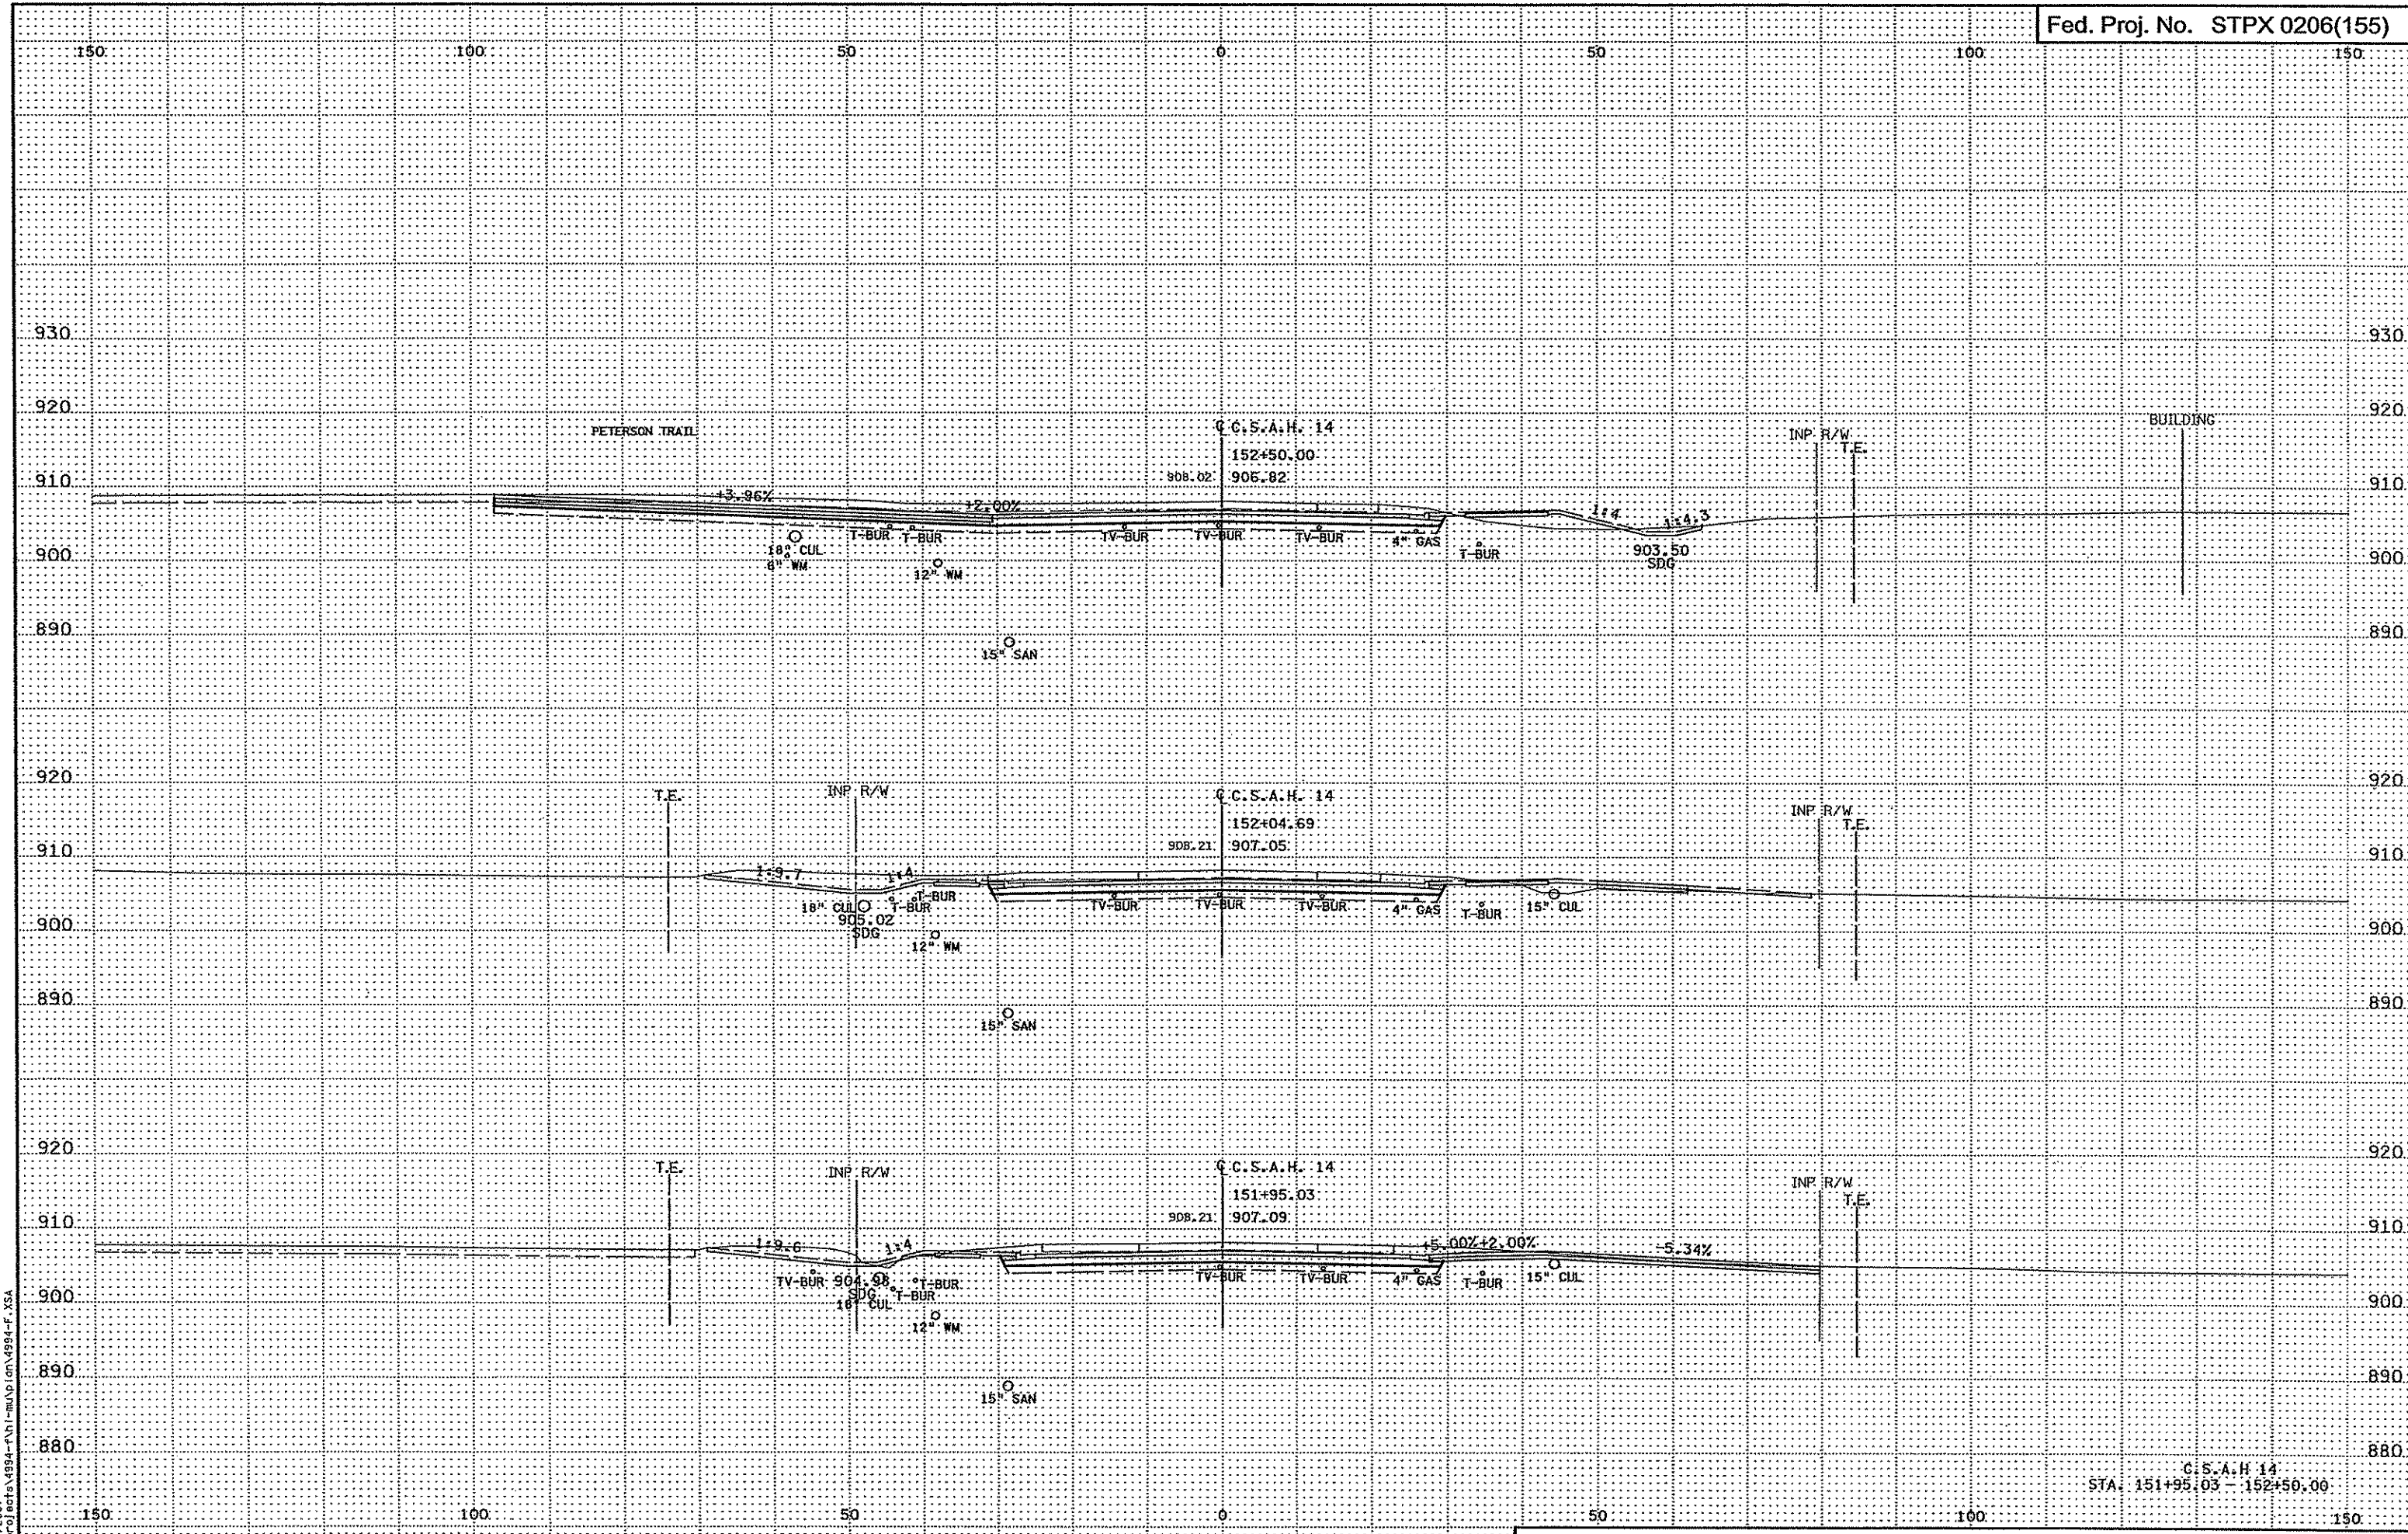 Fed. Proj. No. STPX 0206(155)
150 100 50 0 50 100 150
930 930
920 920
PETERSON TRAIL
C.S.A.H. 14
BUILDING
INP R/W
T.E.
152+50.00
908.02 906.82
910 910
+3.96%
+2.00%
1:4
1:4.3
T-BUR
T-BUR
TV-BUR
TV-BUR
TV-BUR
4" GAS
T-BUR
903.50
SDG
18" CUL
6" WM
900 900
12" WM
890 890
15" SAN
920 920
T.E.
INP R/W
C.S.A.H. 14
INP R/W
T.E.
152+04.69
908.21 907.05
910 910
1:9.7
1:4
T-BUR
T-BUR
18" CUL
905.02
SDG
TV-BUR
TV-BUR
TV-BUR
4" GAS
T-BUR
15" CUL
900 900
12" WM
890 890
15" SAN
920 920
T.E.
INP R/W
C.S.A.H. 14
INP R/W
T.E.
151+95.03
908.21 907.09
910 910
1:9.6
1:4
+5.00% +2.00%
-5.34%
TV-BUR
T-BUR
SDG
T-BUR
TV-BUR
TV-BUR
4" GAS
T-BUR
15" CUL
900 900
12" WM
890 890
15" SAN
880 880
C.S.A.H 14
STA. 151+95.03 - 152+50.00
150 100 50 0 50 100 150